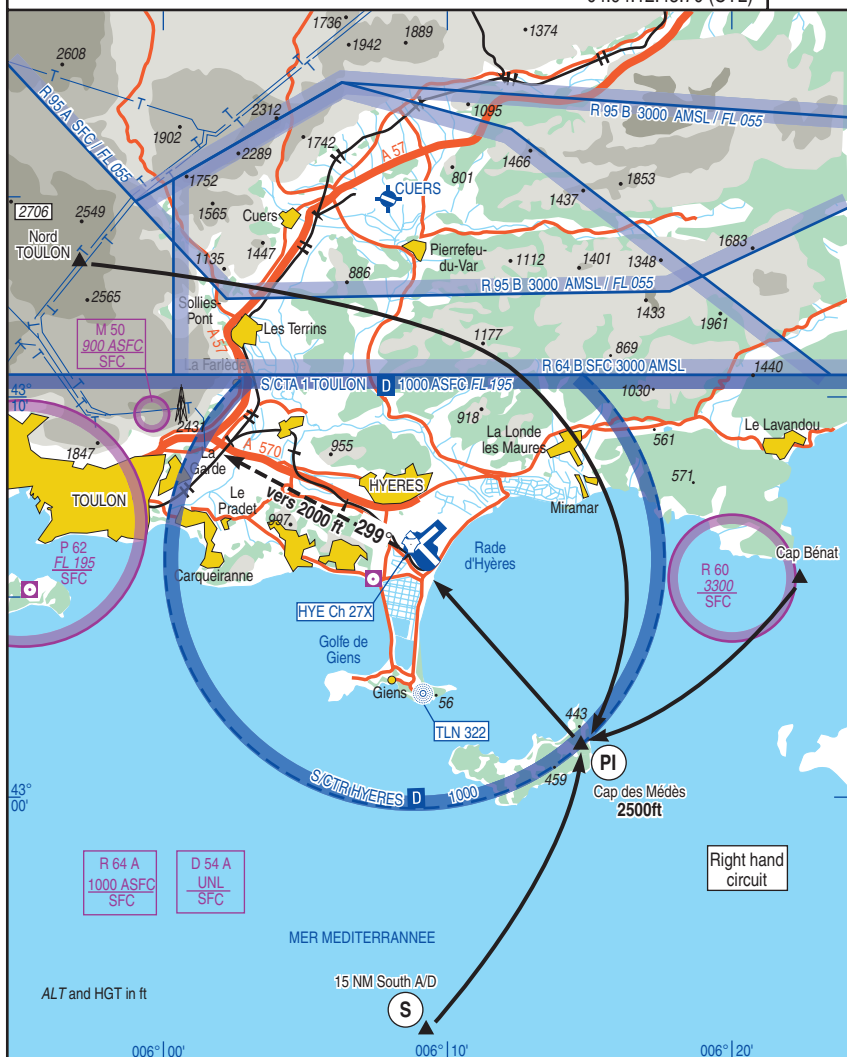 1736
1942
1889
1374
2608
R 95 A SFC / FL 055
2312
1095
R 95 B 3000 AMSL / FL 055
1902
1742
A 57
2289
1466
801
1853
1752
CUERS
1437
1565
2706
2549
Cuers
Nord
TOULON
1447
Pierrefeu-
du-Var
1683
1135
1112
1401
1348
886
R 95 B 3000 AMSL / FL 055
2565
Sollies-
Pont
1433
1961
M 50
900 ASFC
SFC
A 57
Les Terrins
1177
869
La Farlède
R 64 B SFC 3000 AMSL
1440
43°
10'
S/CTA 1 TOULON D 1000 ASFC FL 195
1030
918
Le Lavandou
2431
La Londe
les Maures
561
1847
La
Garde
A 570
955
571
TOULON
HYERES
Le
Pradet
vers 2000 ft
299°
Miramar
997
P 62
FL 195
SFC
Carqueiranne
Rade
d'Hyères
R 60
3300
SFC
Cap Bénat
HYE Ch 27X
Golfe de
Giens
Giens
56
TLN 322
443
PI
459
Cap des Médès
2500ft
43°
00'
S/CTR HYERES D 1000
R 64 A
1000 ASFC
SFC
D 54 A
UNL
SFC
Right hand
circuit
MER MEDITERRANNEE
15 NM South A/D
S
ALT and HGT in ft
006° 00'
006° 10'
006° 20'